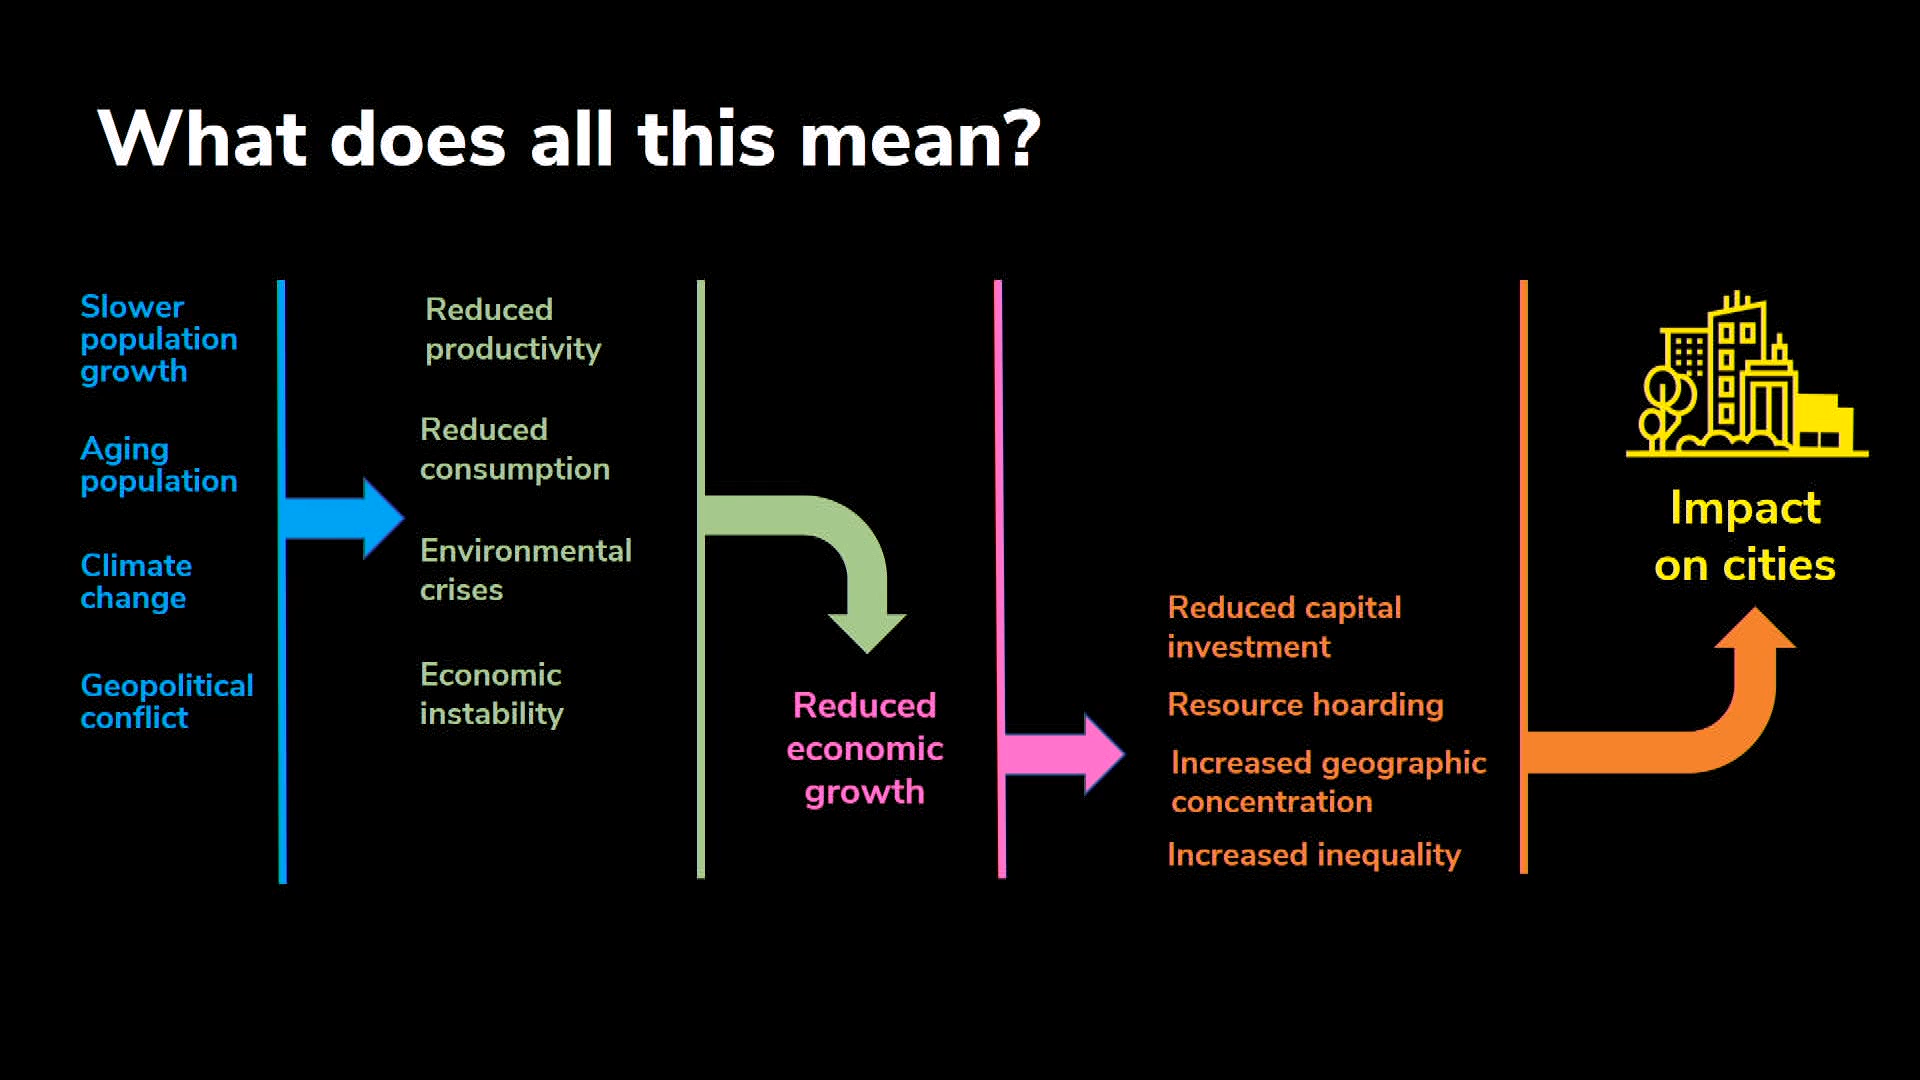 What does all this mean?
Slower
population
growth
Aging
population
Climate
change
Geopolitical
conflict
Reduced
productivity
Reduced
consumption
Environmental
crises
Economic
instability
Reduced
economic
growth
Reduced capital
investment
Resource hoarding
Increased geographic
concentration
Increased inequality
Impact
on cities